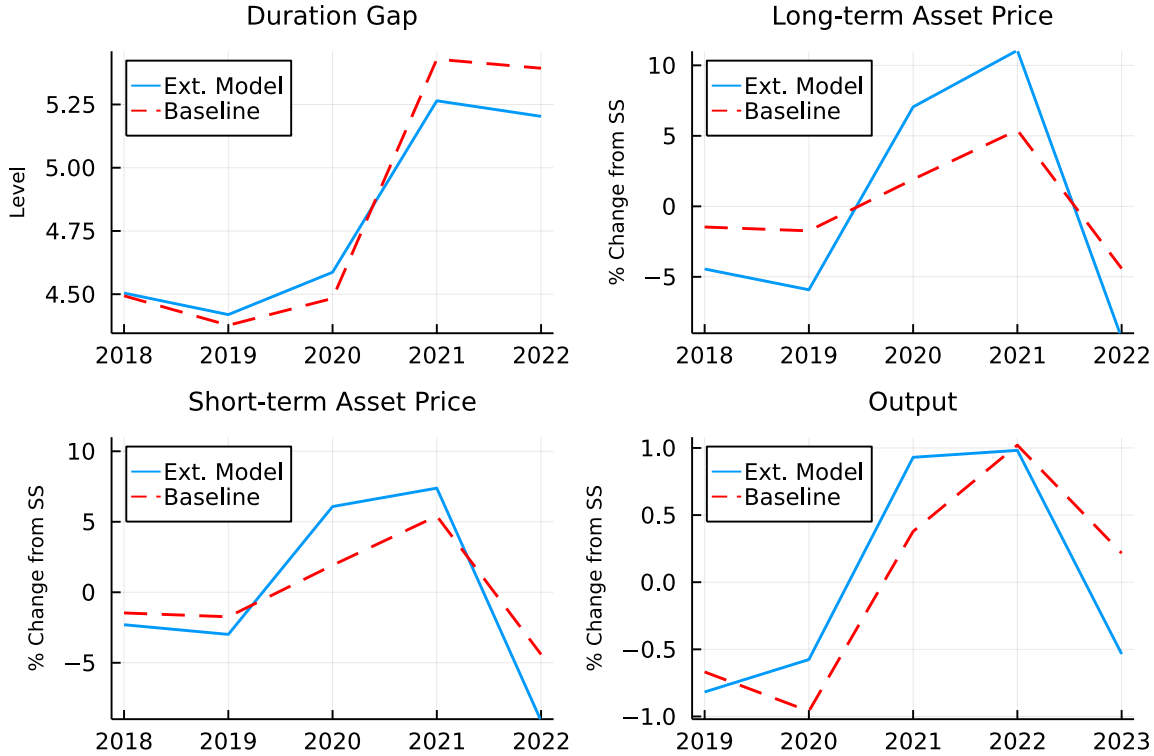 Duration Gap
Level
5.25
5.00
4.75
4.50
Ext. Model
Baseline
2018 2019 2020 2021 2022
Long-term Asset Price
% Change from SS
10
5
0
−5
Ext. Model
Baseline
2018 2019 2020 2021 2022
Short-term Asset Price
% Change from SS
10
5
0
−5
Ext. Model
Baseline
2018 2019 2020 2021 2022
Output
% Change from SS
1.0
0.5
0.0
−0.5
−1.0
Ext. Model
Baseline
2019 2020 2021 2022 2023